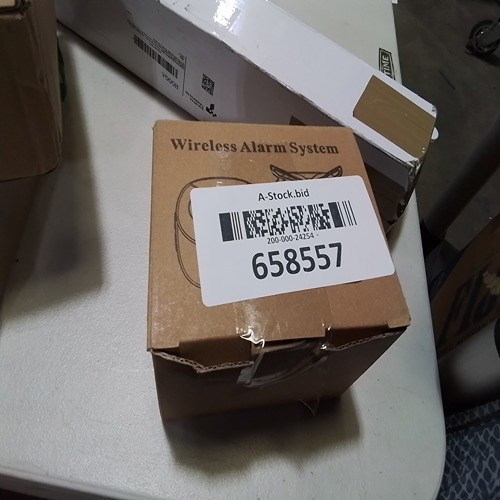 Wireless Alarm System
A-Stock.bid
200-000-24254 -
658557